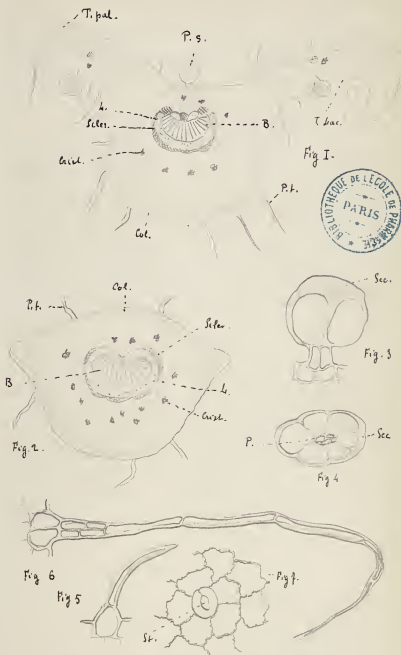 T. pal.
P. s.
L.
Scler.
B.
Crist.
T. lac.
Fig I.
P.t.
Col.
BIBLIOTHÈQUE DE L'ÉCOLE DE PHARMACIE
PARIS
Col.
P.t.
Scler
Sec.
B
Fig. 3
L.
Crist.
Fig. 2.
P.
Sec
Fig 4
Fig 6
Fig 5
Fig 7.
St.